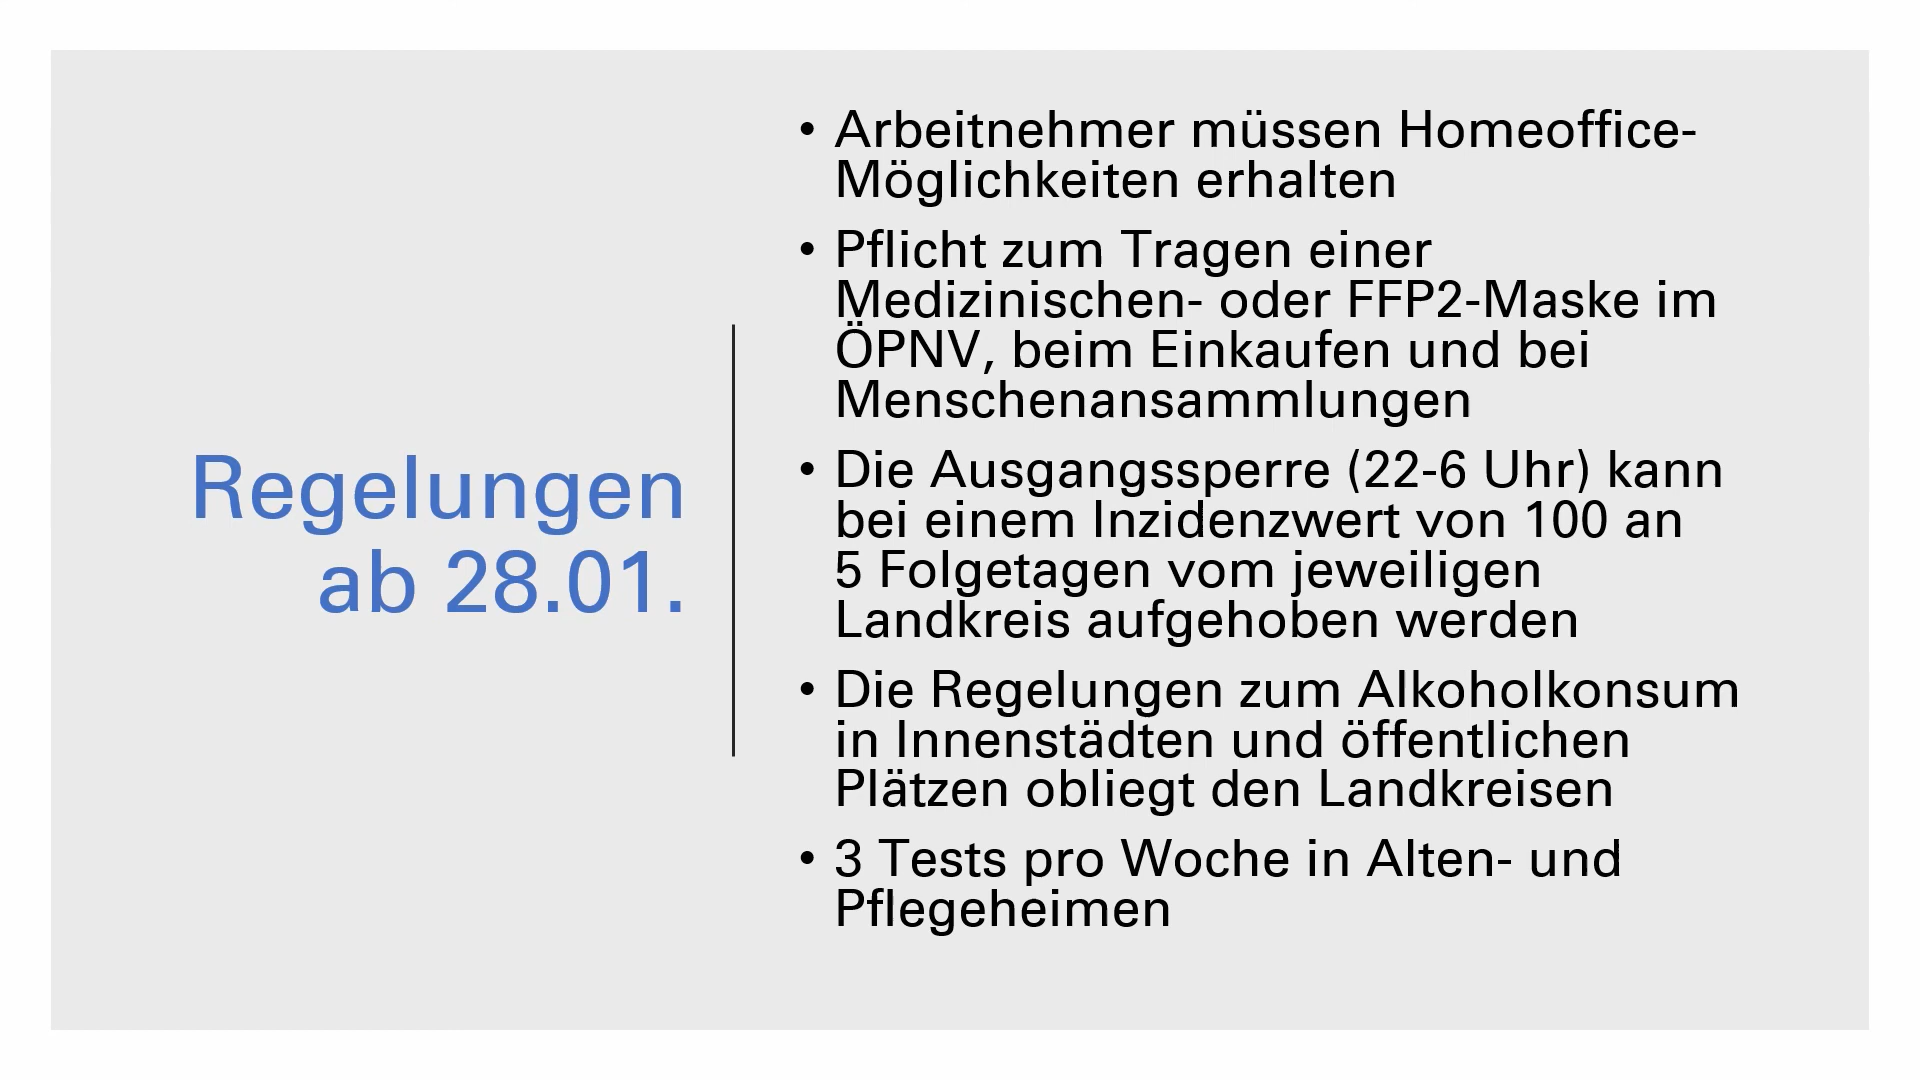 Regelungen
ab 28.01.
• Arbeitnehmer müssen Homeoffice-
Möglichkeiten erhalten
• Pflicht zum Tragen einer
Medizinischen- oder FFP2-Maske im
ÖPNV, beim Einkaufen und bei
Menschenansammlungen
• Die Ausgangssperre (22-6 Uhr) kann
bei einem Inzidenzwert von 100 an
5 Folgetagen vom jeweiligen
Landkreis aufgehoben werden
• Die Regelungen zum Alkoholkonsum
in Innenstädten und öffentlichen
Plätzen obliegt den Landkreisen
• 3 Tests pro Woche in Alten- und
Pflegeheimen